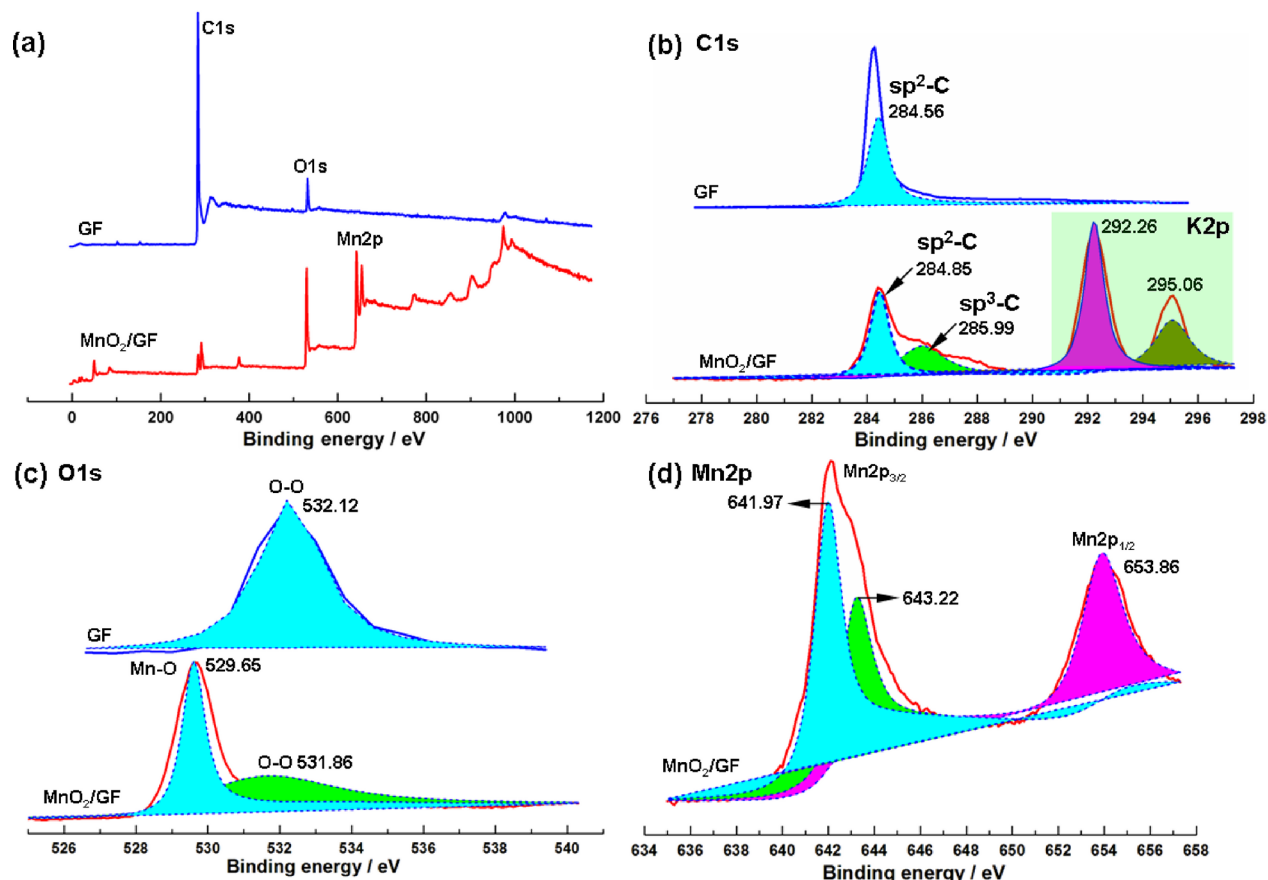 (a)
C1s
O1s
GF
Mn2p
MnO₂/GF
0 200 400 600 800 1000 1200
Binding energy / eV
(b) C1s
sp²-C
284.56
GF
sp²-C
284.85
sp³-C
285.99
292.26
K2p
295.06
MnO₂/GF
276 278 280 282 284 286 288 290 292 294 296 298
Binding energy / eV
(c) O1s
O-O
532.12
GF
Mn-O
529.65
O-O 531.86
MnO₂/GF
526 528 530 532 534 536 538 540
Binding energy / eV
(d) Mn2p
Mn2p₃/₂
641.97
643.22
Mn2p₁/₂
653.86
MnO₂/GF
634 636 638 640 642 644 646 648 650 652 654 656 658
Binding energy / eV